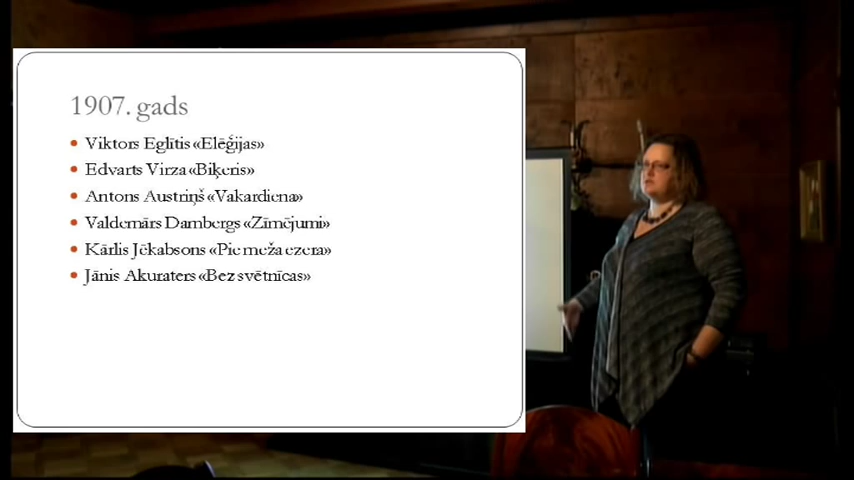 1907. gads
Viktors Eglītis «Elēģijas»
Edvarts Virza «Biķeris»
Antons Austriņš «Vakardiena»
Valdemārs Dambergs «Zīmējumi»
Kārlis Jēkabsons «Pie meža ezera»
Jānis Akuraters «Bez svētnīcas»